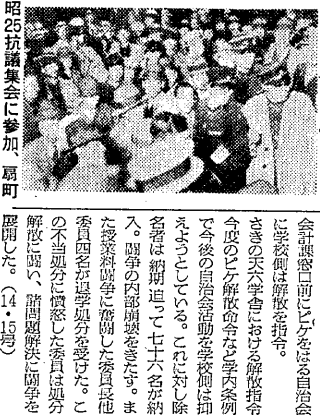 昭25抗議集会に参加、扇町
会計課窓口前にピケをはる自治会
に学校側は解散を指令。
さきの天六学舎における解散指令
今度のピケ解散命令など学内条例
で今後の自治会活動を学校側は抑
えようとしている。これに対し除
名者は納期迫って七十六名が納
入。闘争の内部崩壊をきたす。ま
た授業料闘争に奮闘した委員長他
委員四名が退学処分を受けた。こ
の不当処分に憤怒した委員は処分
解散に闘い、諸問題解決に闘争を
展開した。(14・15号)